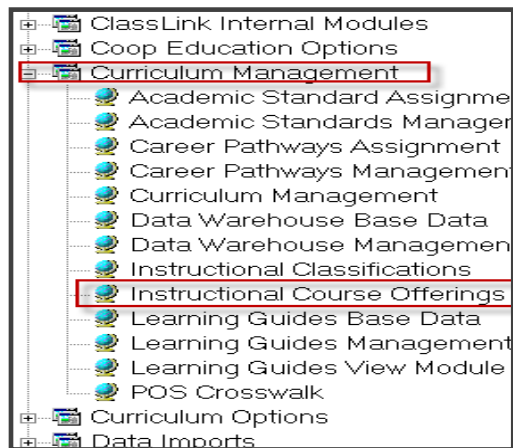 ClassLink Internal Modules
Coop Education Options
Curriculum Management
Academic Standard Assignme
Academic Standards Manager
Career Pathways Assignment
Career Pathways Managemen
Curriculum Management
Data Warehouse Base Data
Data Warehouse Managemen
Instructional Classifications
Instructional Course Offerings
Learning Guides Base Data
Learning Guides Management
Learning Guides View Module
POS Crosswalk
Curriculum Options
Data Imports